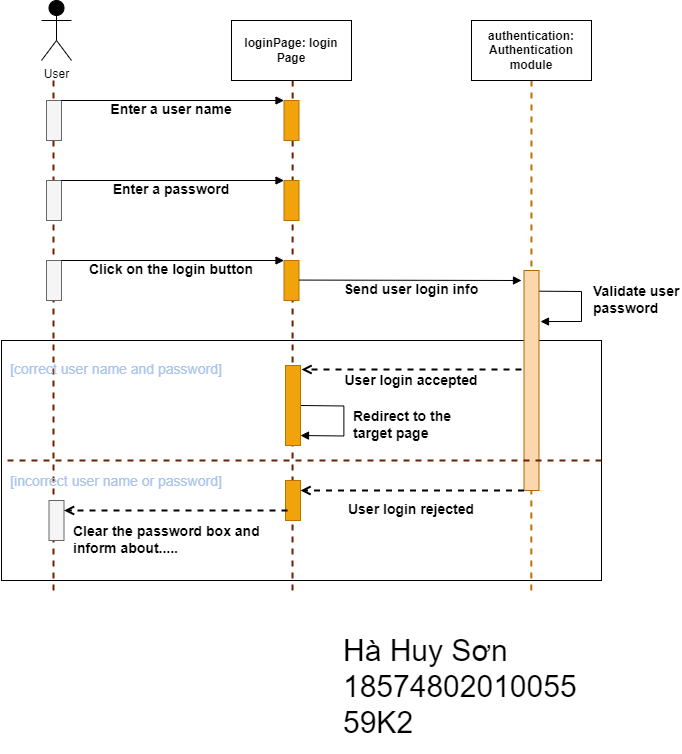 User
loginPage: login
Page
authentication:
Authentication
module
Enter a user name
Enter a password
Click on the login button
Send user login info
Validate user
password
[correct user name and password]
User login accepted
Redirect to the
target page
[incorrect user name or password]
User login rejected
Clear the password box and
inform about.....
Hà Huy Sơn
18574802010055
59K2